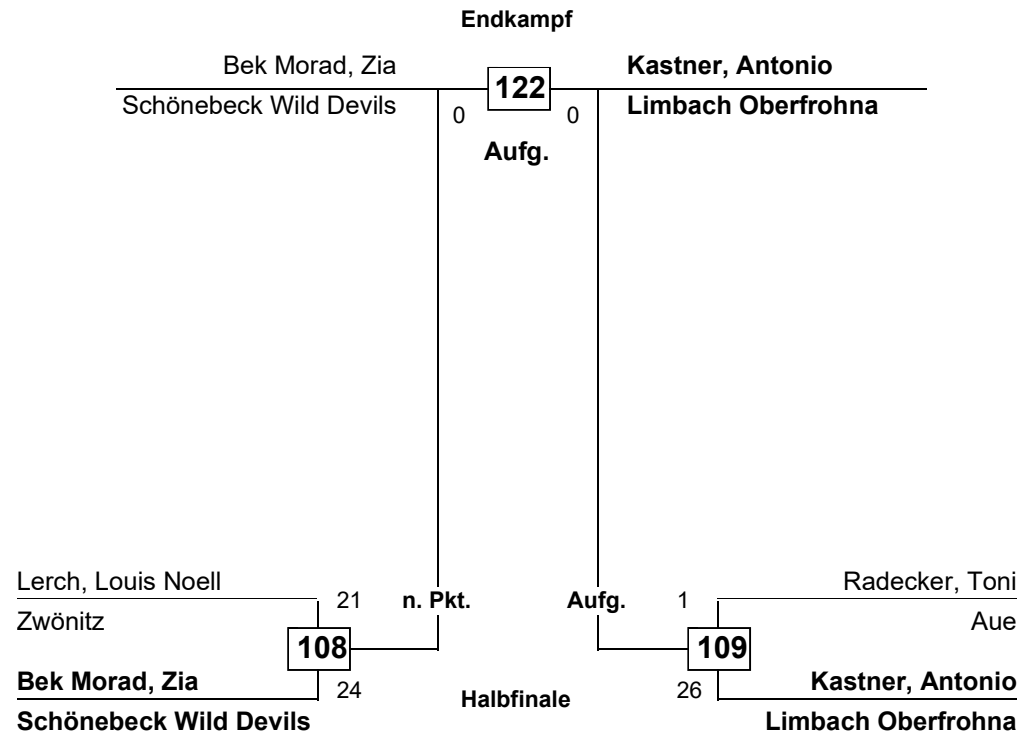 Endkampf
Bek Morad, Zia
Schönebeck Wild Devils
122
Kastner, Antonio
Limbach Oberfrohna
0
0
Aufg.
Lerch, Louis Noell
Zwönitz
21
n. Pkt.
Aufg.
1
Radecker, Toni
Aue
108
109
Bek Morad, Zia
Schönebeck Wild Devils
24
Halbfinale
26
Kastner, Antonio
Limbach Oberfrohna